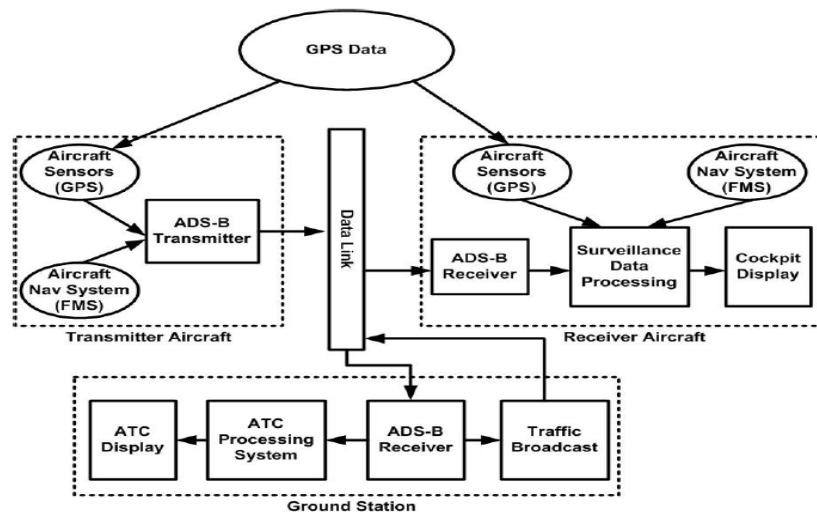 GPS Data
Aircraft
Sensors
(GPS)
ADS-B
Transmitter
Aircraft
Nav System
(FMS)
Transmitter Aircraft
Data Link
Aircraft
Sensors
(GPS)
Aircraft
Nav System
(FMS)
ADS-B
Receiver
Surveillance
Data
Processing
Cockpit
Display
Receiver Aircraft
ATC
Display
ATC
Processing
System
ADS-B
Receiver
Traffic
Broadcast
Ground Station